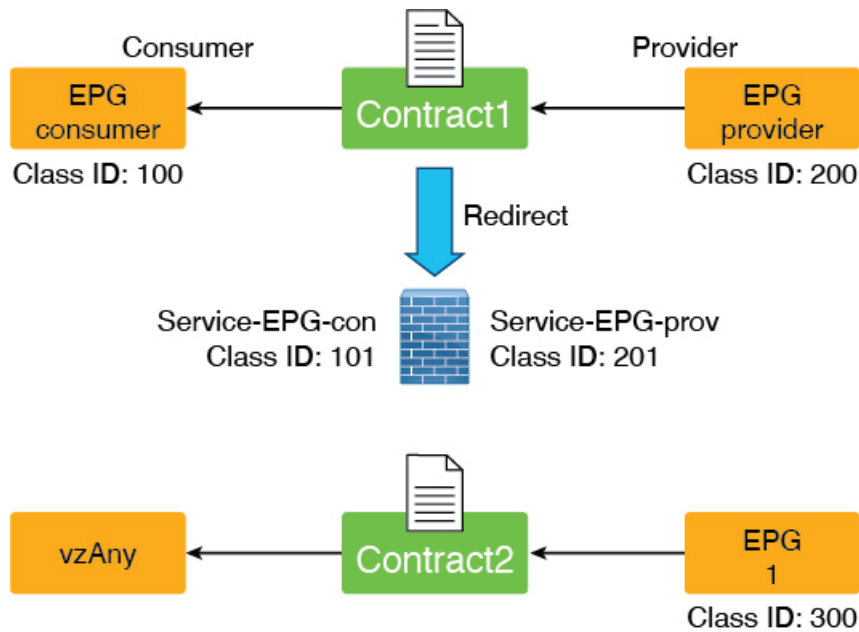 Consumer
Provider
EPG
consumer
Contract1
EPG
provider
Class ID: 100
Class ID: 200
Redirect
Service-EPG-con
Class ID: 101
Service-EPG-prov
Class ID: 201
vzAny
Contract2
EPG
1
Class ID: 300